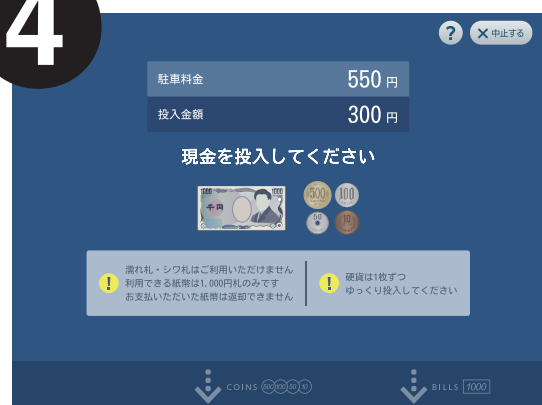 4
? ×中止する
駐車料金 550円
投入金額 300円
現金を投入してください
1000 千円 1000
500 100
50 10
! 濡れ札・シワ札はご利用いただけません
利用できる紙幣は1,000円札のみです
お支払いいただいた紙幣は返却できません
! 硬貨は1枚ずつ
ゆっくり投入してください
COINS 500 100 50 10
BILLS 1000